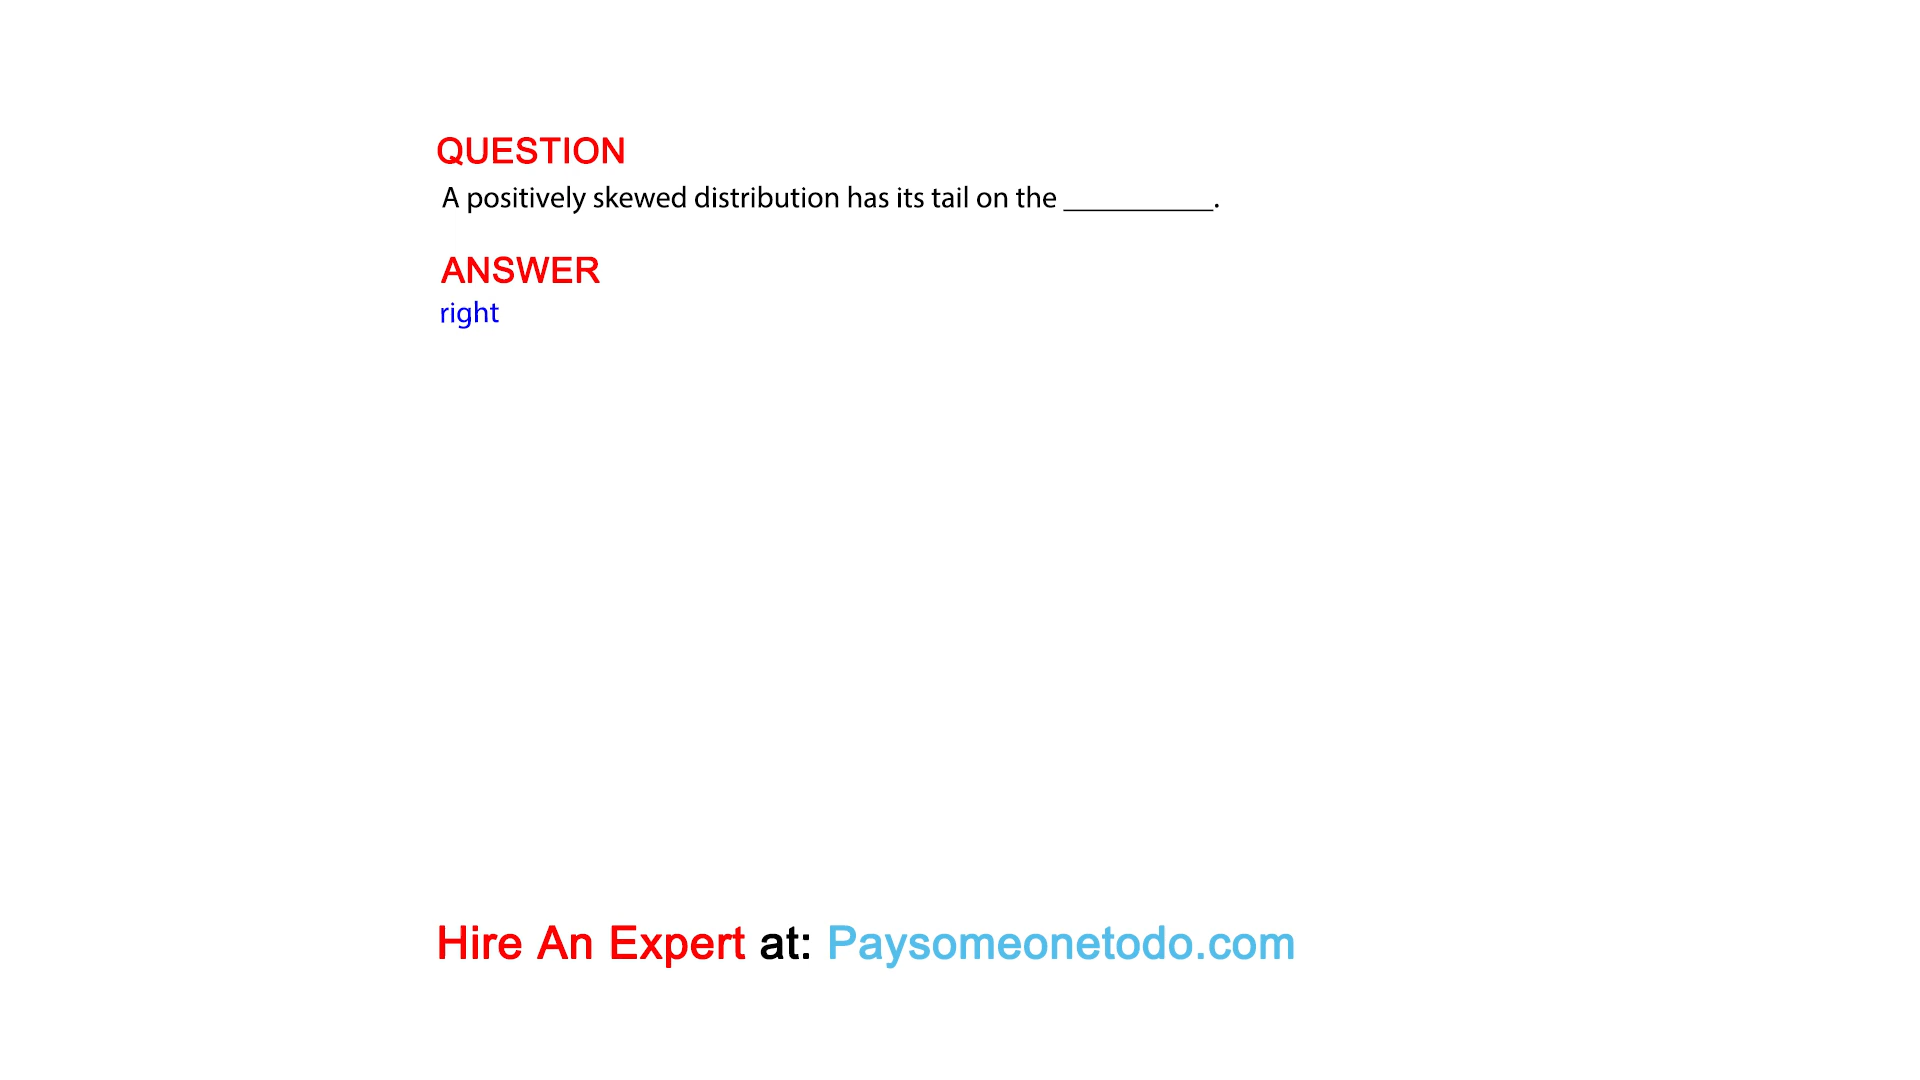 QUESTION
A positively skewed distribution has its tail on the __________.
ANSWER
right
Hire An Expert at: Paysomeonetodo.com